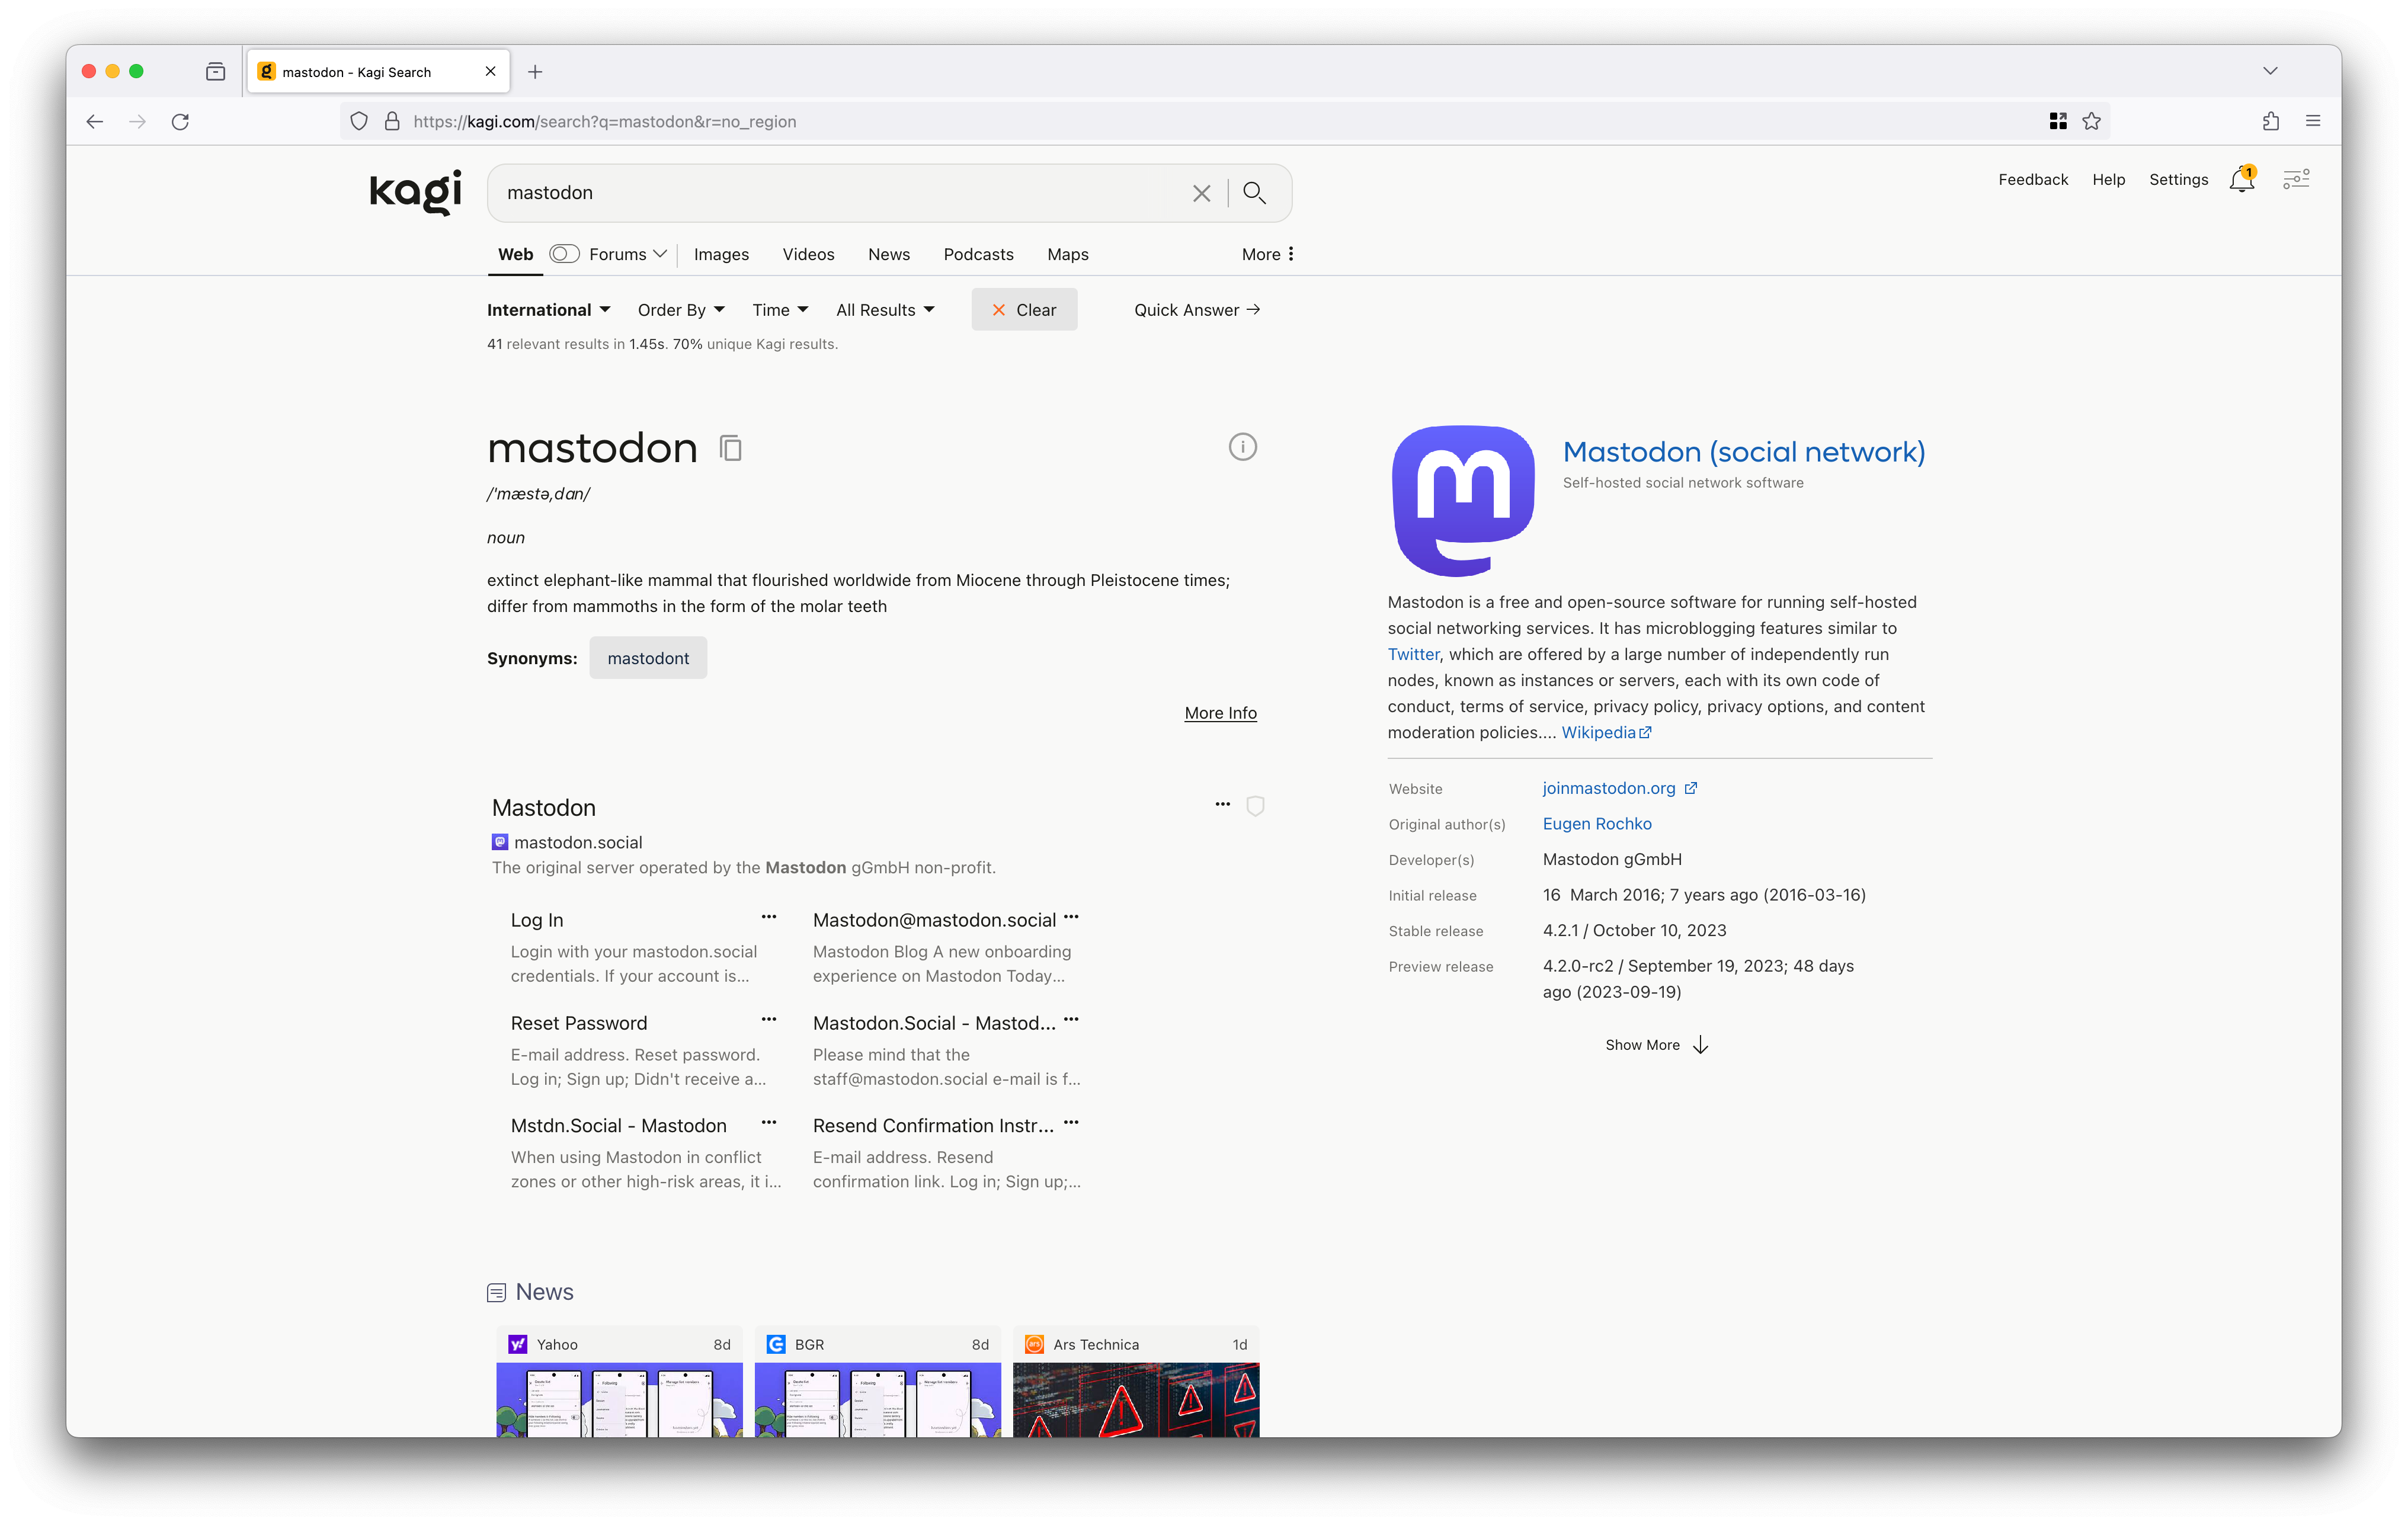 mastodon - Kagi Search
https://kagi.com/search?q=mastodon&r=no_region
kagi
mastodon
Feedback Help Settings 1
Web Forums Images Videos News Podcasts Maps More
International Order By Time All Results Clear Quick Answer
41 relevant results in 1.45s. 70% unique Kagi results.
mastodon
/'mæstə,dɑn/
noun
extinct elephant-like mammal that flourished worldwide from Miocene through Pleistocene times;
differ from mammoths in the form of the molar teeth
Synonyms: mastodont
More Info
Mastodon
mastodon.social
The original server operated by the Mastodon gGmbH non-profit.
Log In
Login with your mastodon.social
credentials. If your account is...
Mastodon@mastodon.social
Mastodon Blog A new onboarding
experience on Mastodon Today...
Reset Password
E-mail address. Reset password.
Log in; Sign up; Didn't receive a...
Mastodon.Social - Mastod...
Please mind that the
staff@mastodon.social e-mail is f...
Mstdn.Social - Mastodon
When using Mastodon in conflict
zones or other high-risk areas, it i...
Resend Confirmation Instr...
E-mail address. Resend
confirmation link. Log in; Sign up;...
News
Yahoo 8d
BGR 8d
Ars Technica 1d
Mastodon (social network)
Self-hosted social network software
Mastodon is a free and open-source software for running self-hosted
social networking services. It has microblogging features similar to
Twitter, which are offered by a large number of independently run
nodes, known as instances or servers, each with its own code of
conduct, terms of service, privacy policy, privacy options, and content
moderation policies.... Wikipedia
Website joinmastodon.org
Original author(s) Eugen Rochko
Developer(s) Mastodon gGmbH
Initial release 16 March 2016; 7 years ago (2016-03-16)
Stable release 4.2.1 / October 10, 2023
Preview release 4.2.0-rc2 / September 19, 2023; 48 days
ago (2023-09-19)
Show More